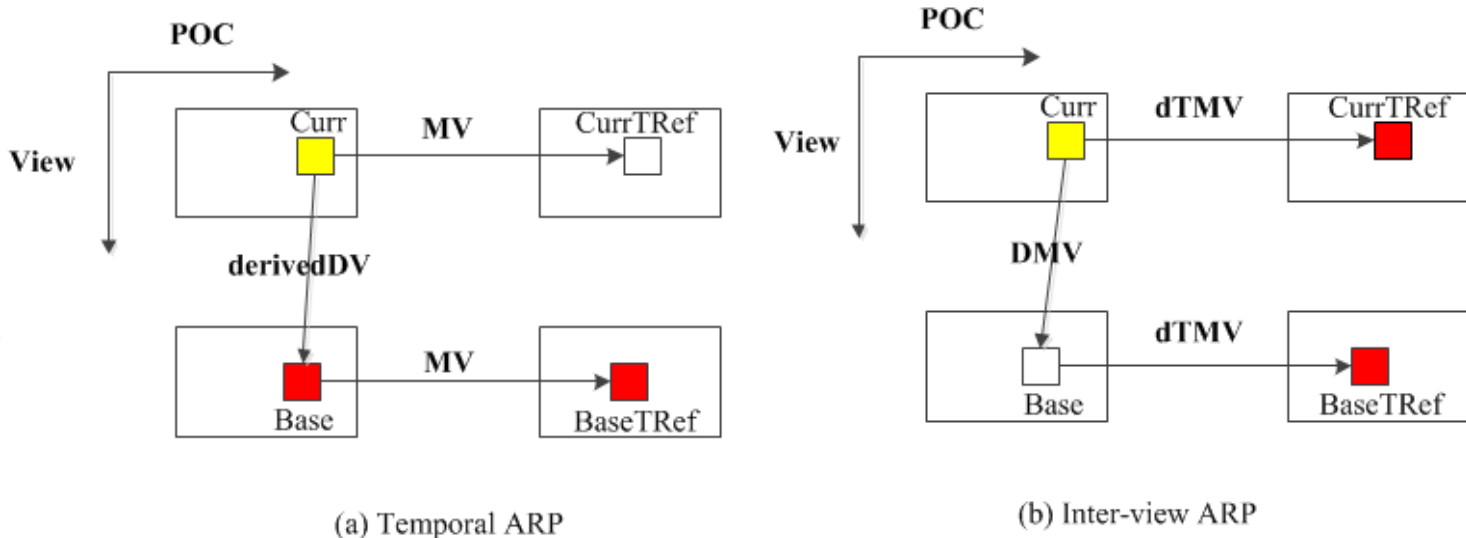 POC
Curr
MV
CurrTRef
View
derivedDV
MV
Base
BaseTRef
(a) Temporal ARP
POC
Curr
dTMV
CurrTRef
View
DMV
dTMV
Base
BaseTRef
(b) Inter-view ARP